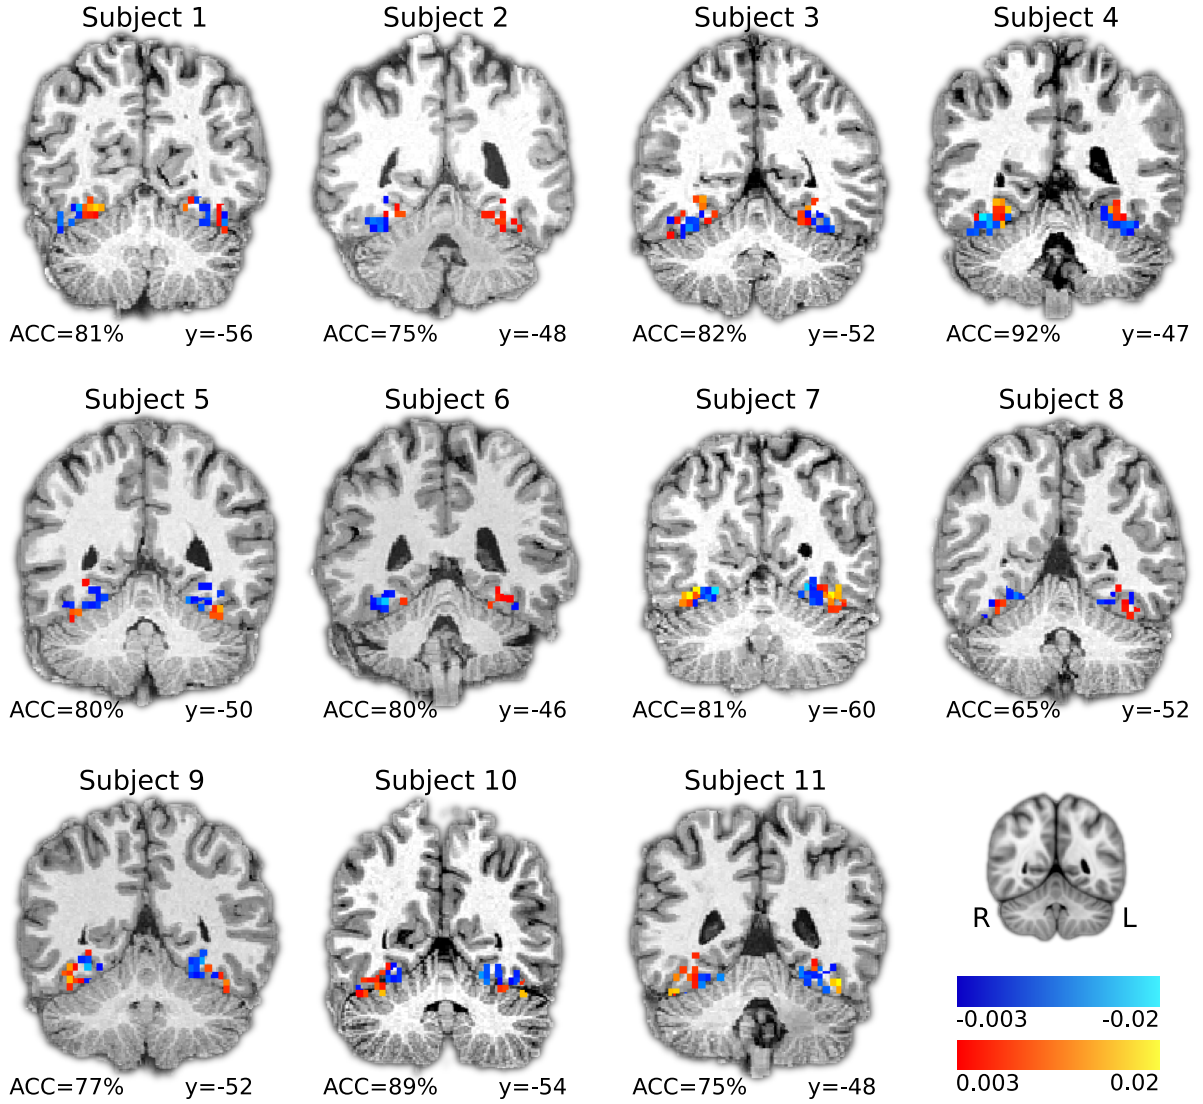 Subject 1
Subject 2
Subject 3
Subject 4
ACC=81%
y=-56
ACC=75%
y=-48
ACC=82%
y=-52
ACC=92%
y=-47
Subject 5
Subject 6
Subject 7
Subject 8
ACC=80%
y=-50
ACC=80%
y=-46
ACC=81%
y=-60
ACC=65%
y=-52
Subject 9
Subject 10
Subject 11
R
L
-0.003
-0.02
0.003
0.02
ACC=77%
y=-52
ACC=89%
y=-54
ACC=75%
y=-48